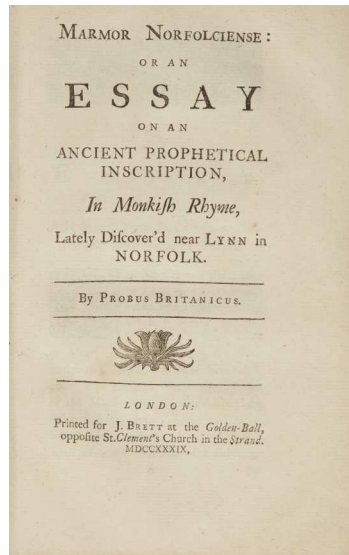 MARMOR NORFOLCIENSE:
OR AN
ESSAY
ON AN
ANCIENT PROPHETICAL
INSCRIPTION,
In Monkiſh Rhyme,
Lately Diſcover'd near LYNN in
NORFOLK.
By PROBUS BRITANICUS.
LONDON:
Printed for J. BRETT at the Golden-Ball,
oppoſite St. Clement's Church in the Strand.
MDCCXXXIX,